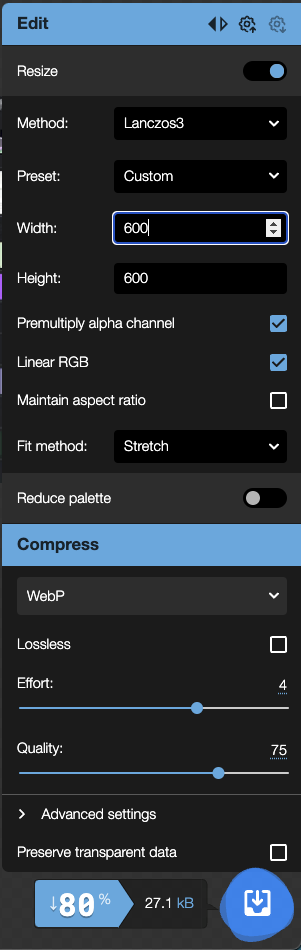 Edit
Resize
Method: Lanczos3
Preset: Custom
Width: 600
Height: 600
Premultiply alpha channel
Linear RGB
Maintain aspect ratio
Fit method: Stretch
Reduce palette
Compress
WebP
Lossless
Effort: 4
Quality: 75
Advanced settings
Preserve transparent data
↓80% 27.1 kB